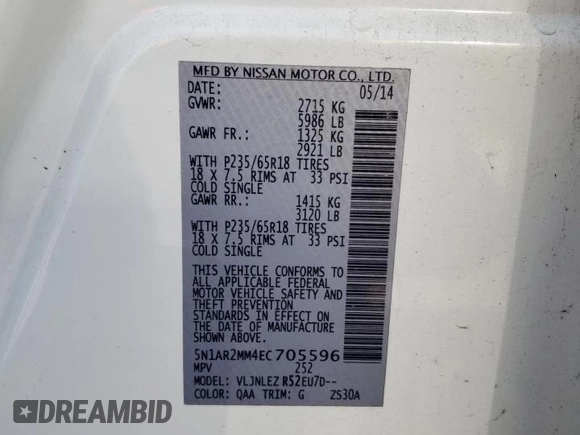 MFD BY NISSAN MOTOR CO., LTD.
DATE: 05/14
GVWR: 2715 KG
5986 LB
GAWR FR.: 1325 KG
2921 LB
WITH P235/65R18 TIRES
18 X 7.5 RIMS AT 33 PSI
COLD SINGLE
GAWR RR.: 1415 KG
3120 LB
WITH P235/65R18 TIRES
18 X 7.5 RIMS AT 33 PSI
COLD SINGLE
THIS VEHICLE CONFORMS TO
ALL APPLICABLE FEDERAL
MOTOR VEHICLE SAFETY AND
THEFT PREVENTION
STANDARDS IN EFFECT ON
THE DATE OF MANUFACTURE
SHOWN ABOVE.
5N1AR2MM4EC705596
MPV 252
MODEL: VLJNLEZ R52EU7D--
COLOR: QAA TRIM: G ZS30A
EPICVIN.COM
EPICVIN.COM